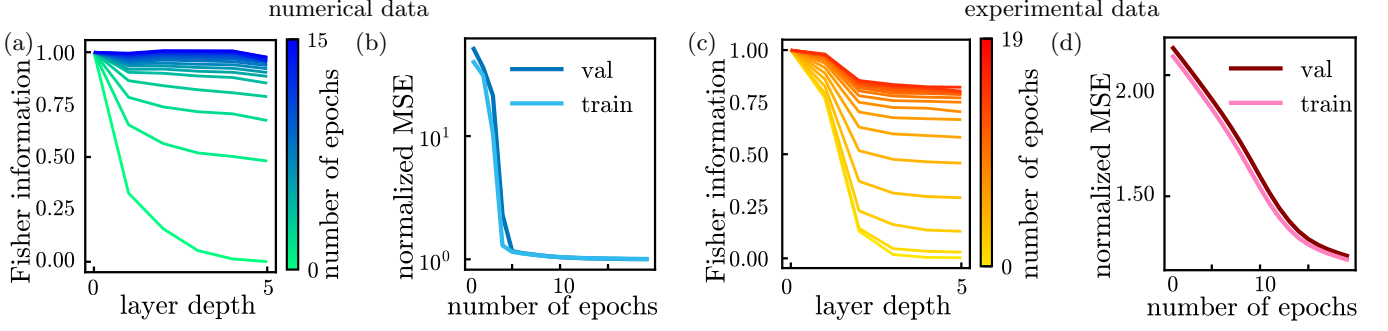 numerical data
experimental data
(a)
Fisher information
1.00
0.75
0.50
0.25
0.00
0
5
layer depth
15
0
number of epochs
(b)
normalized MSE
10¹
10⁰
val
train
0
10
number of epochs
(c)
Fisher information
1.00
0.75
0.50
0.25
0.00
0
5
layer depth
19
0
number of epochs
(d)
normalized MSE
2.00
1.50
val
train
0
10
number of epochs